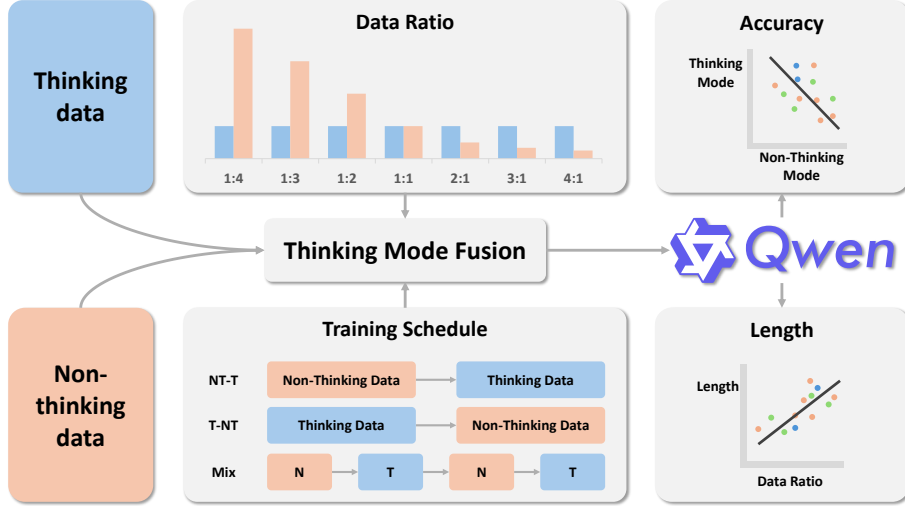 Thinking
data
Data Ratio
1:4 1:3 1:2 1:1 2:1 3:1 4:1
Accuracy
Thinking
Mode
Non-Thinking
Mode
Thinking Mode Fusion
Qwen
Non-
thinking
data
Training Schedule
NT-T Non-Thinking Data Thinking Data
T-NT Thinking Data Non-Thinking Data
Mix N T N T
Length
Length
Data Ratio